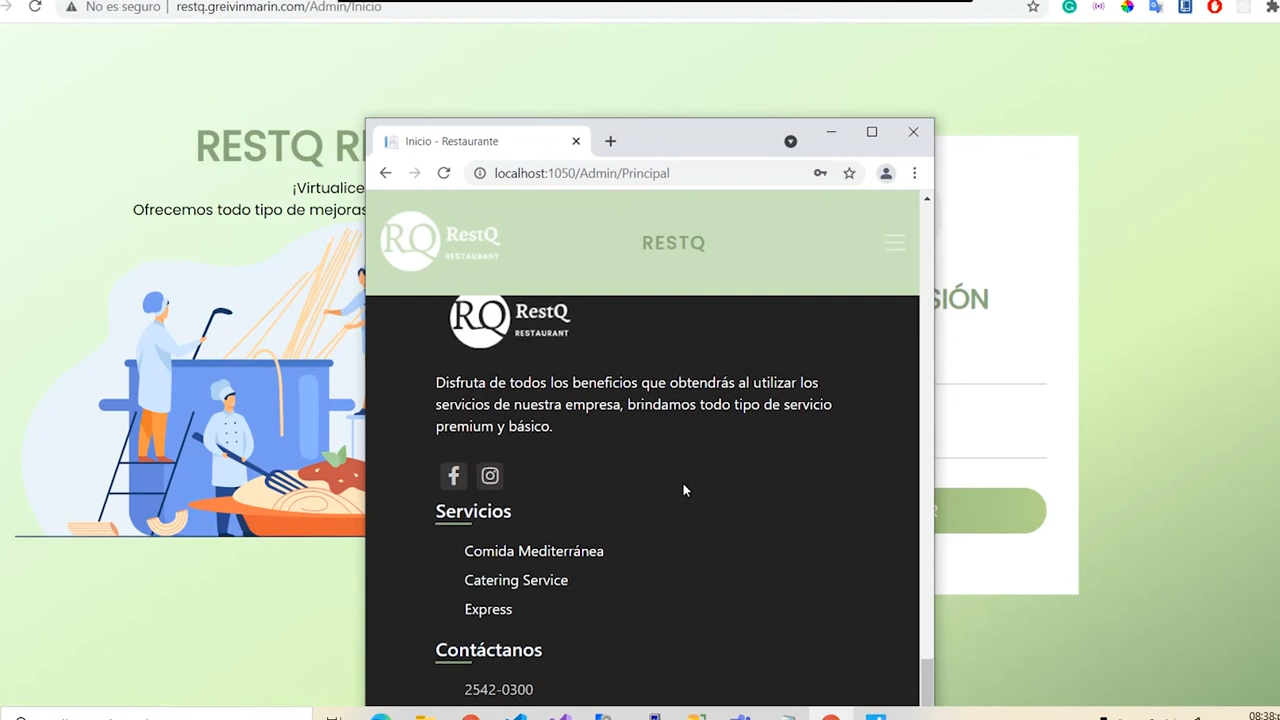 No es seguro
restq.greivinmarin.com/Admin/Inicio
RESTQ R
¡Virtualice
Ofrecemos todo tipo de mejoras
Inicio - Restaurante
localhost:1050/Admin/Principal
RQ RestQ
RESTAURANT
RESTQ
SIÓN
RQ RestQ
RESTAURANT
Disfruta de todos los beneficios que obtendrás al utilizar los
servicios de nuestra empresa, brindamos todo tipo de servicio
premium y básico.
Servicios
Comida Mediterránea
Catering Service
Express
Contáctanos
2542-0300